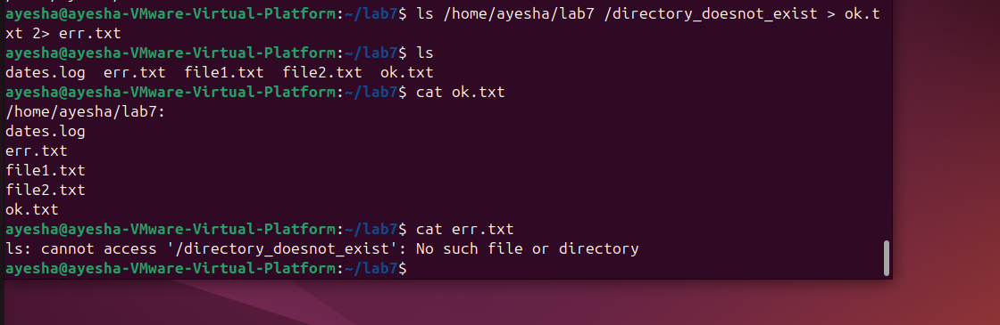 ayesha@ayesha-VMware-Virtual-Platform:~/lab7$ ls /home/ayesha/lab7 /directory_doesnot_exist > ok.t
xt 2> err.txt
ayesha@ayesha-VMware-Virtual-Platform:~/lab7$ ls
dates.log  err.txt  file1.txt  file2.txt  ok.txt
ayesha@ayesha-VMware-Virtual-Platform:~/lab7$ cat ok.txt
/home/ayesha/lab7:
dates.log
err.txt
file1.txt
file2.txt
ok.txt
ayesha@ayesha-VMware-Virtual-Platform:~/lab7$ cat err.txt
ls: cannot access '/directory_doesnot_exist': No such file or directory
ayesha@ayesha-VMware-Virtual-Platform:~/lab7$